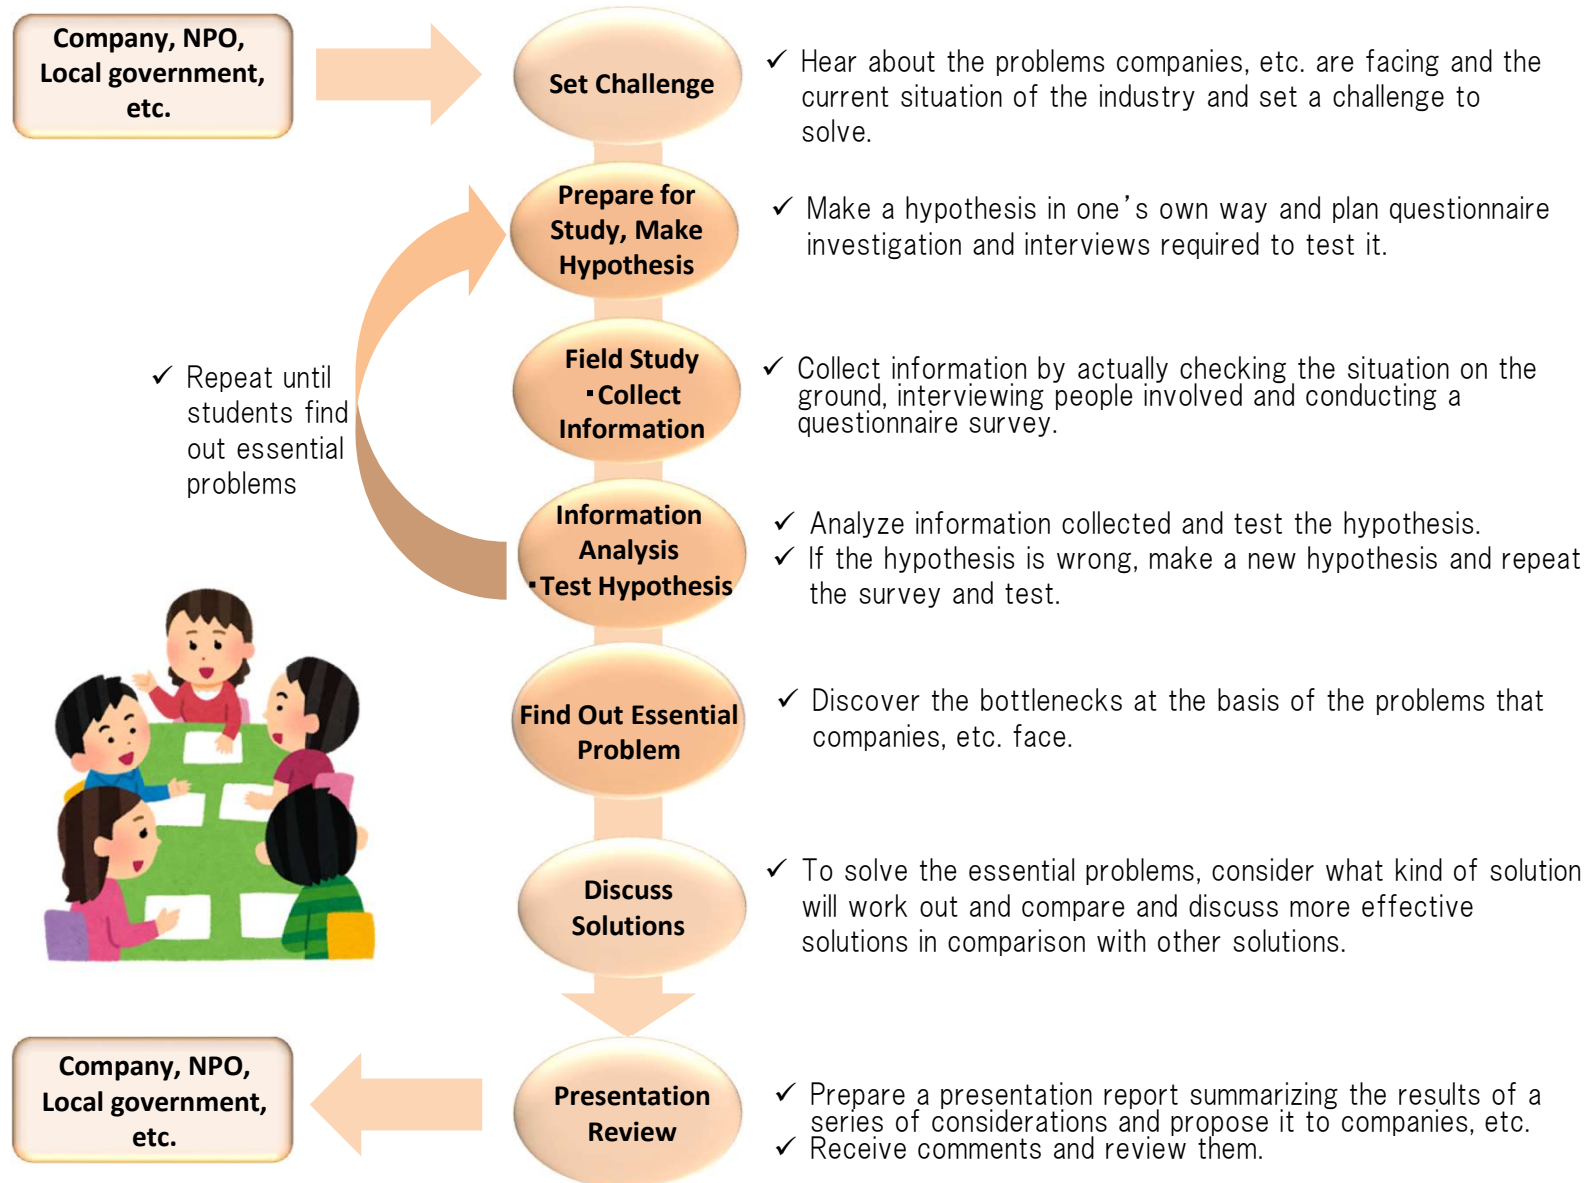 Company, NPO,
Local government,
etc.
Set Challenge
✓ Hear about the problems companies, etc. are facing and the
current situation of the industry and set a challenge to
solve.
Prepare for
Study, Make
Hypothesis
✓ Make a hypothesis in one’s own way and plan questionnaire
investigation and interviews required to test it.
✓ Repeat until
students find
out essential
problems
Field Study
・Collect
Information
✓ Collect information by actually checking the situation on the
ground, interviewing people involved and conducting a
questionnaire survey.
Information
Analysis
・Test Hypothesis
✓ Analyze information collected and test the hypothesis.
✓ If the hypothesis is wrong, make a new hypothesis and repeat
the survey and test.
Find Out Essential
Problem
✓ Discover the bottlenecks at the basis of the problems that
companies, etc. face.
Discuss
Solutions
✓ To solve the essential problems, consider what kind of solution
will work out and compare and discuss more effective
solutions in comparison with other solutions.
Company, NPO,
Local government,
etc.
Presentation
Review
✓ Prepare a presentation report summarizing the results of a
series of considerations and propose it to companies, etc.
✓ Receive comments and review them.